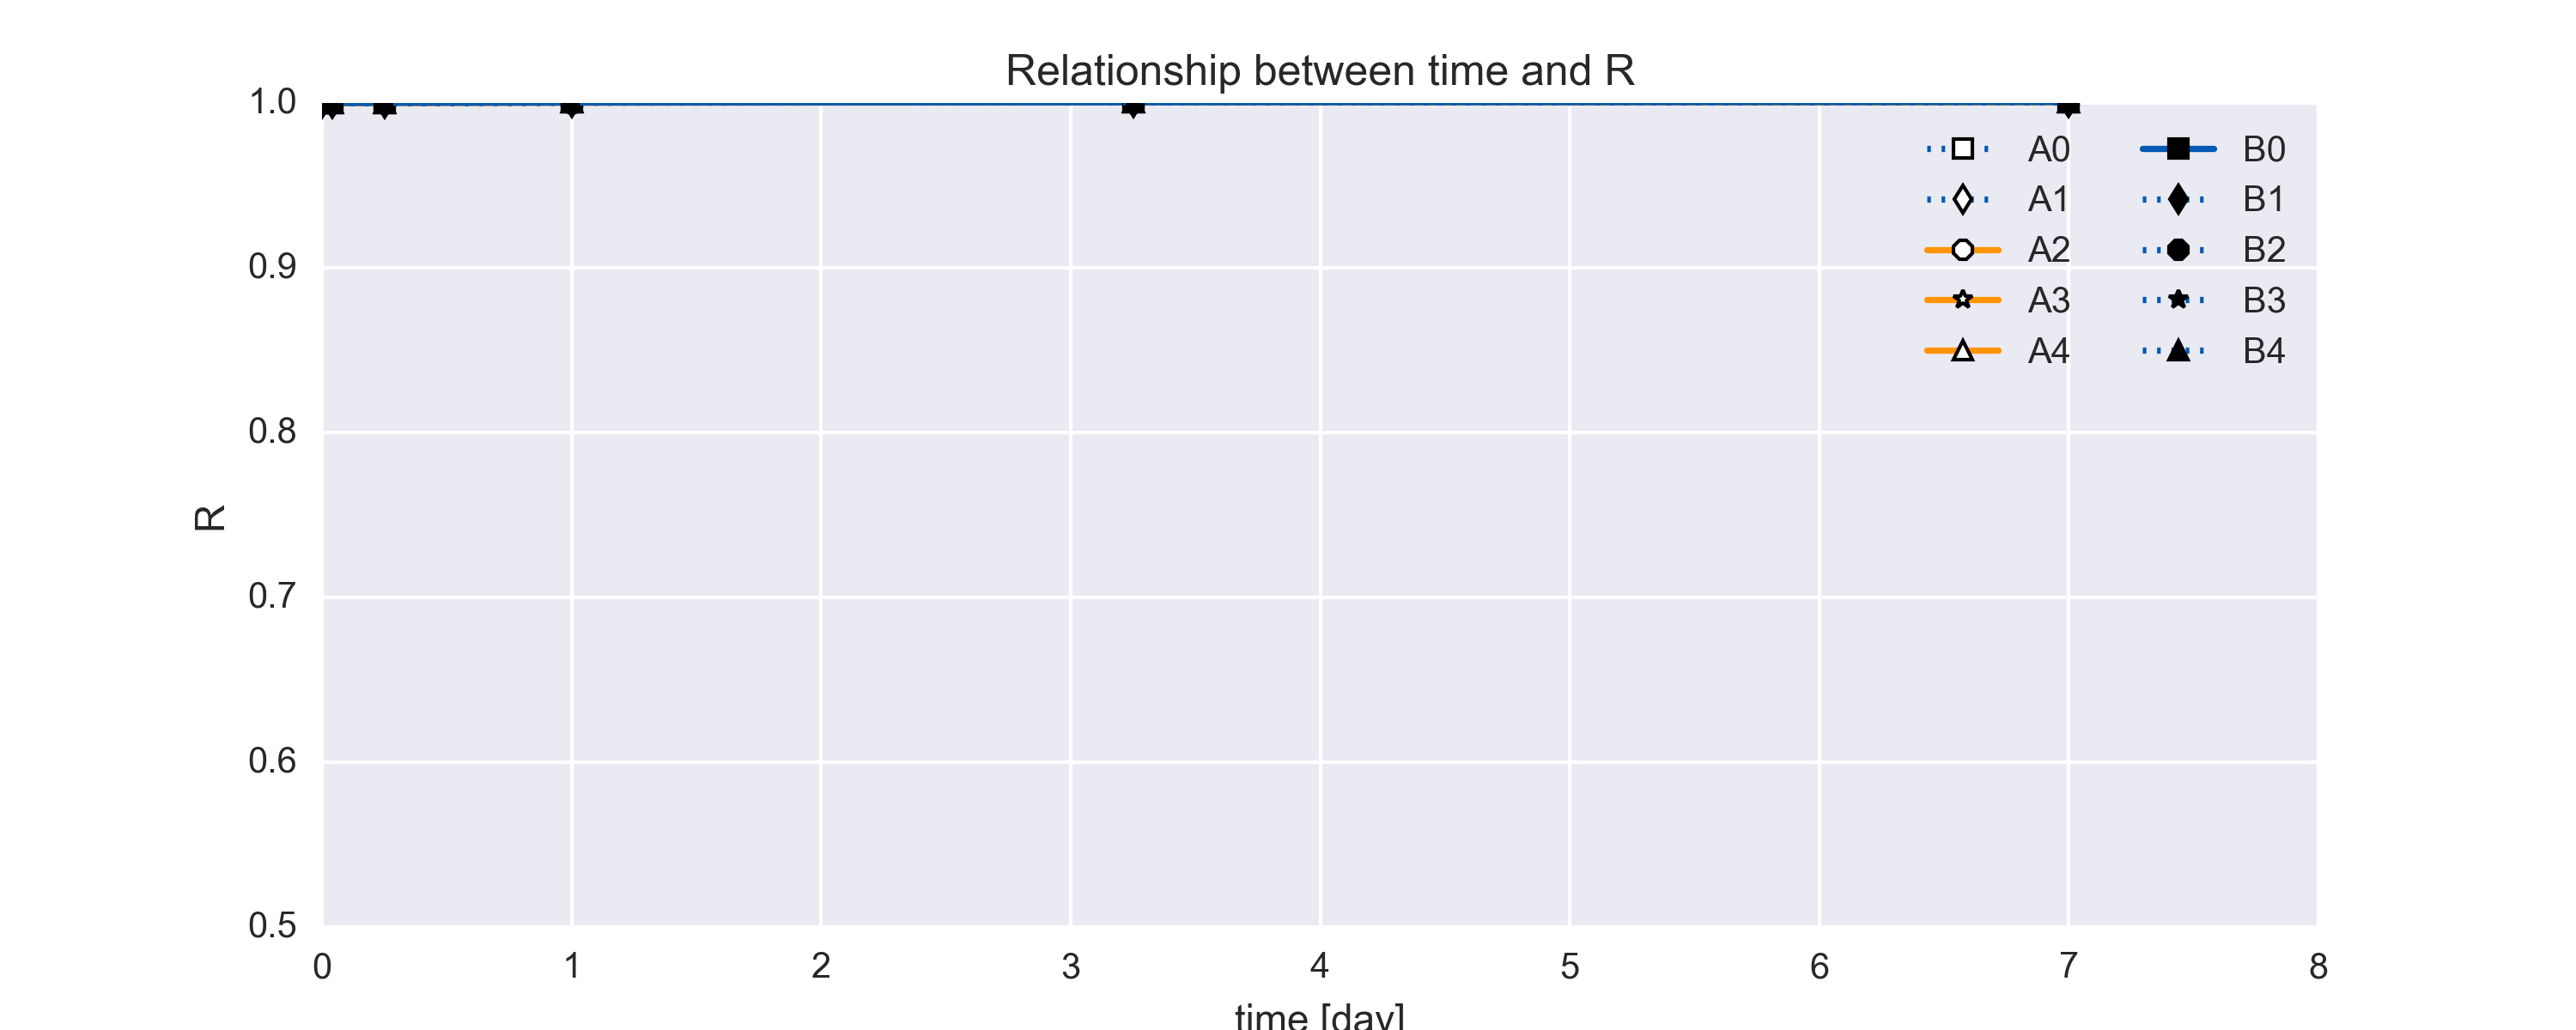 Relationship between time and R
1.0
0.9
0.8
0.7
0.6
0.5
R
A0 B0
A1 B1
A2 B2
A3 B3
A4 B4
0 1 2 3 4 5 6 7 8
time [day]